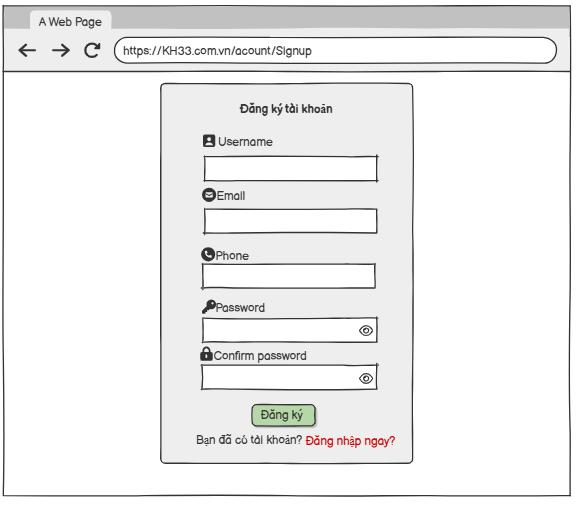 A Web Page
https://KH33.com.vn/acount/Signup
Đăng ký tài khoản
Username
Email
Phone
Password
Confirm password
Đăng ký
Bạn đã có tài khoản? Đăng nhập ngay?